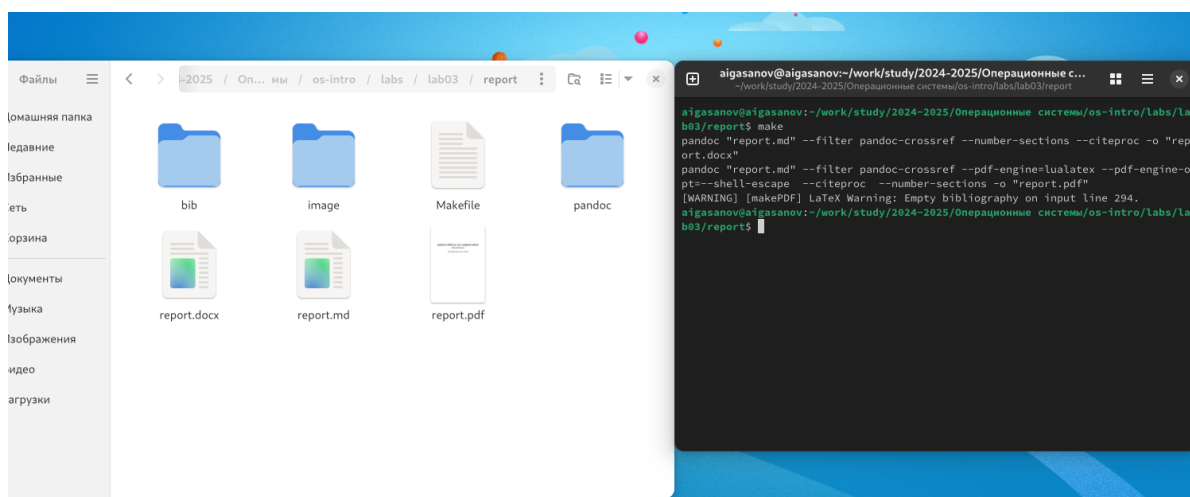 Файлы
-2025 / Оп... мы / os-intro / labs / lab03 / report
омашняя папка
едавние
збранные
еть
орзина
окументы
узыка
зображения
идео
агрузки
bib
image
Makefile
pandoc
report.docx
report.md
report.pdf
aigasanov@aigasanov:~/work/study/2024-2025/Операционные с...
~/work/study/2024-2025/Операционные системы/os-intro/labs/lab03/report
aigasanov@aigasanov:~/work/study/2024-2025/Операционные системы/os-intro/labs/la
b03/report$ make
pandoc "report.md" --filter pandoc-crossref --number-sections --citeproc -o "rep
ort.docx"
pandoc "report.md" --filter pandoc-crossref --pdf-engine=lualatex --pdf-engine-o
pt=--shell-escape --citeproc --number-sections -o "report.pdf"
[WARNING] [makePDF] LaTeX Warning: Empty bibliography on input line 294.
aigasanov@aigasanov:~/work/study/2024-2025/Операционные системы/os-intro/labs/la
b03/report$